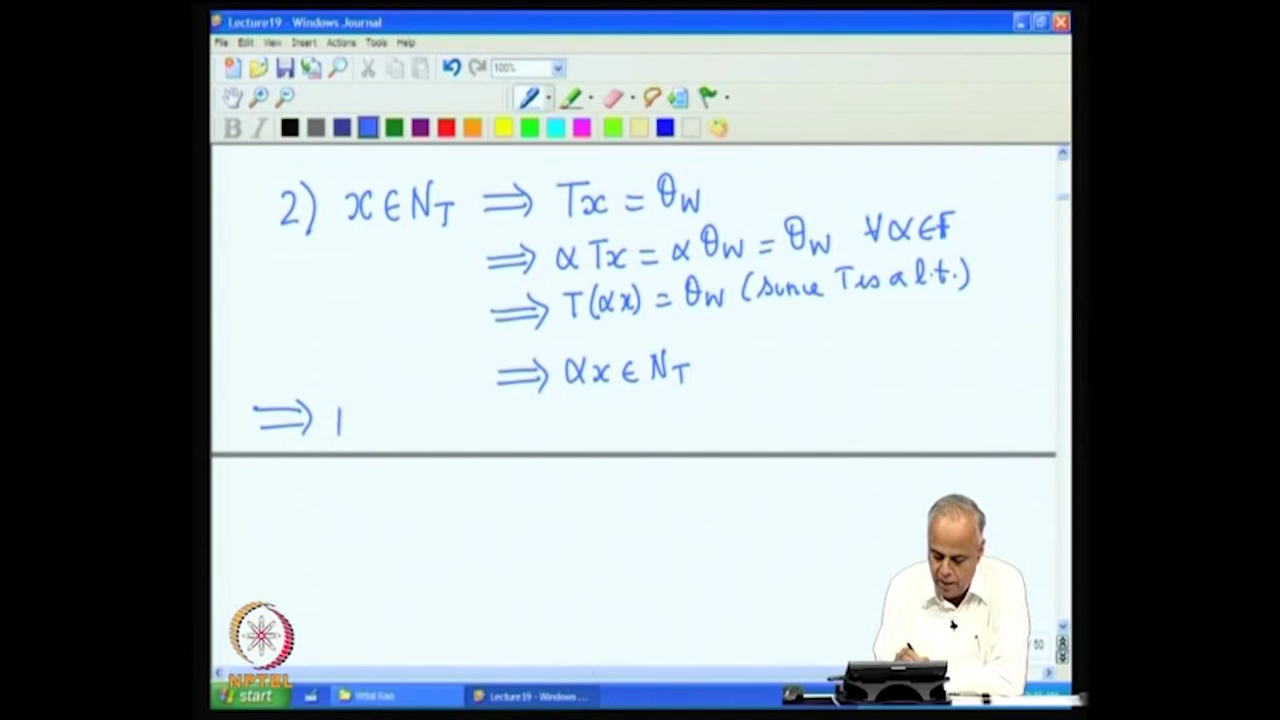 Lecture19 - Windows Journal
File Edit View Insert Actions Tools Help
100%
B I
2) x ∈ N_T ⟹ Tx = θ_W
⟹ α Tx = α θ_W = θ_W ∀ α ∈ F
⟹ T(αx) = θ_W (since T is a l.t.)
⟹ αx ∈ N_T
⟹
50
NPTEL
start
Lecture19 - Windows ...